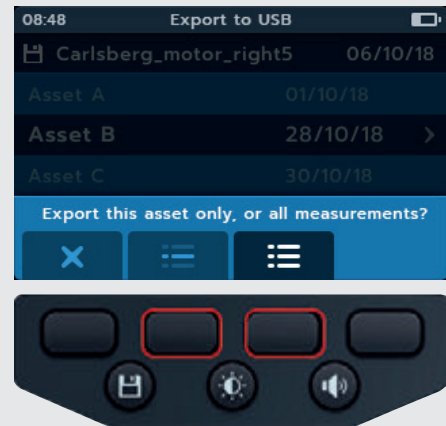 08:48 Export to USB
Carlsberg_motor_right5 06/10/18
Asset A 01/10/18
Asset B 28/10/18 >
Asset C 30/10/18
Export this asset only, or all measurements?